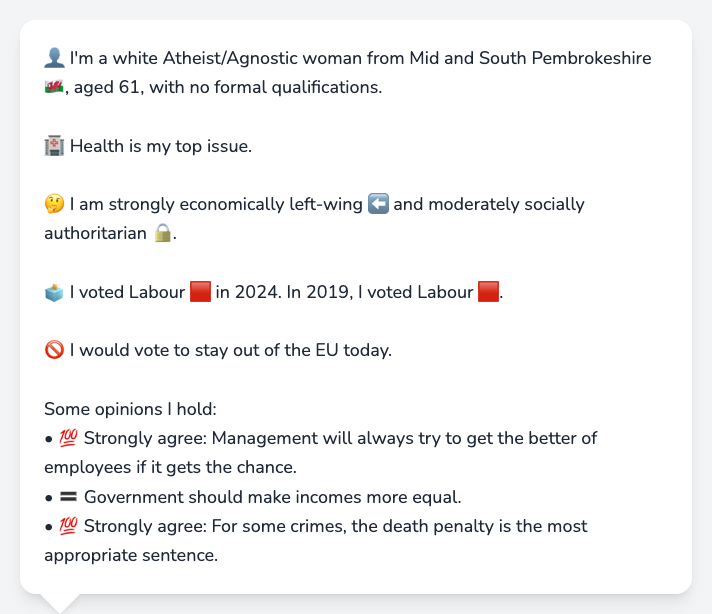 👤 I'm a white Atheist/Agnostic woman from Mid and South Pembrokeshire
🏴󠁧󠁢󠁷󠁬󠁳󠁿, aged 61, with no formal qualifications.
🏥 Health is my top issue.
🤔 I am strongly economically left-wing ⬅️ and moderately socially
authoritarian 🔒.
🗳️ I voted Labour 🟥 in 2024. In 2019, I voted Labour 🟥.
🚫 I would vote to stay out of the EU today.
Some opinions I hold:
• 💯 Strongly agree: Management will always try to get the better of
employees if it gets the chance.
• 🟰 Government should make incomes more equal.
• 💯 Strongly agree: For some crimes, the death penalty is the most
appropriate sentence.